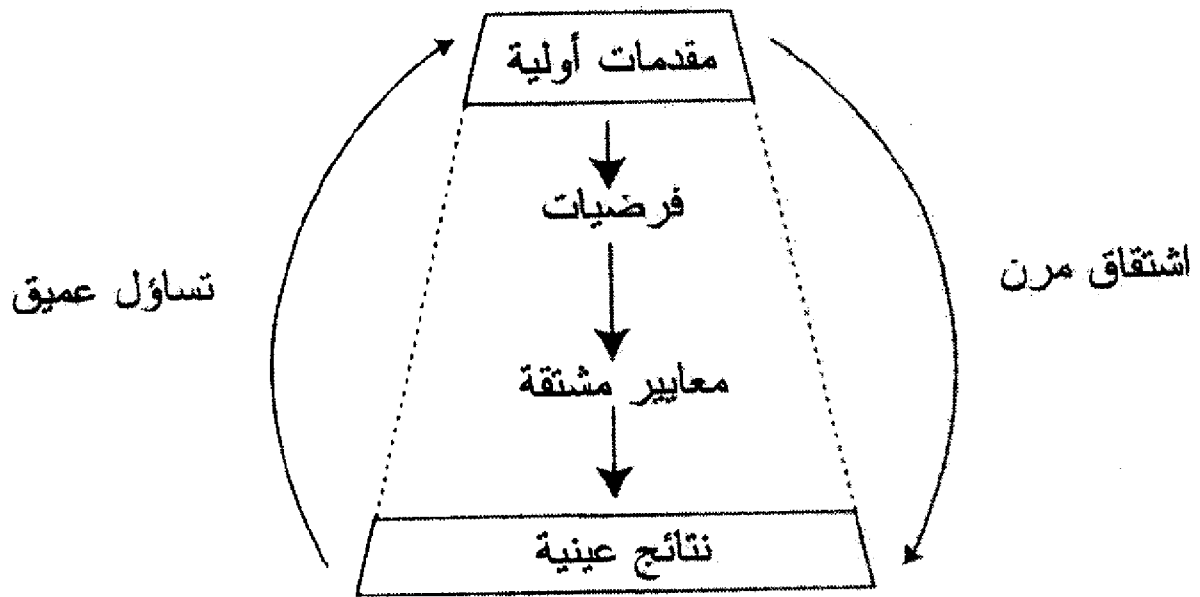 مقدمات أولية
فرضيات
اشتقاق مرن
تساؤل عميق
معايير مشتقة
نتائج عينية